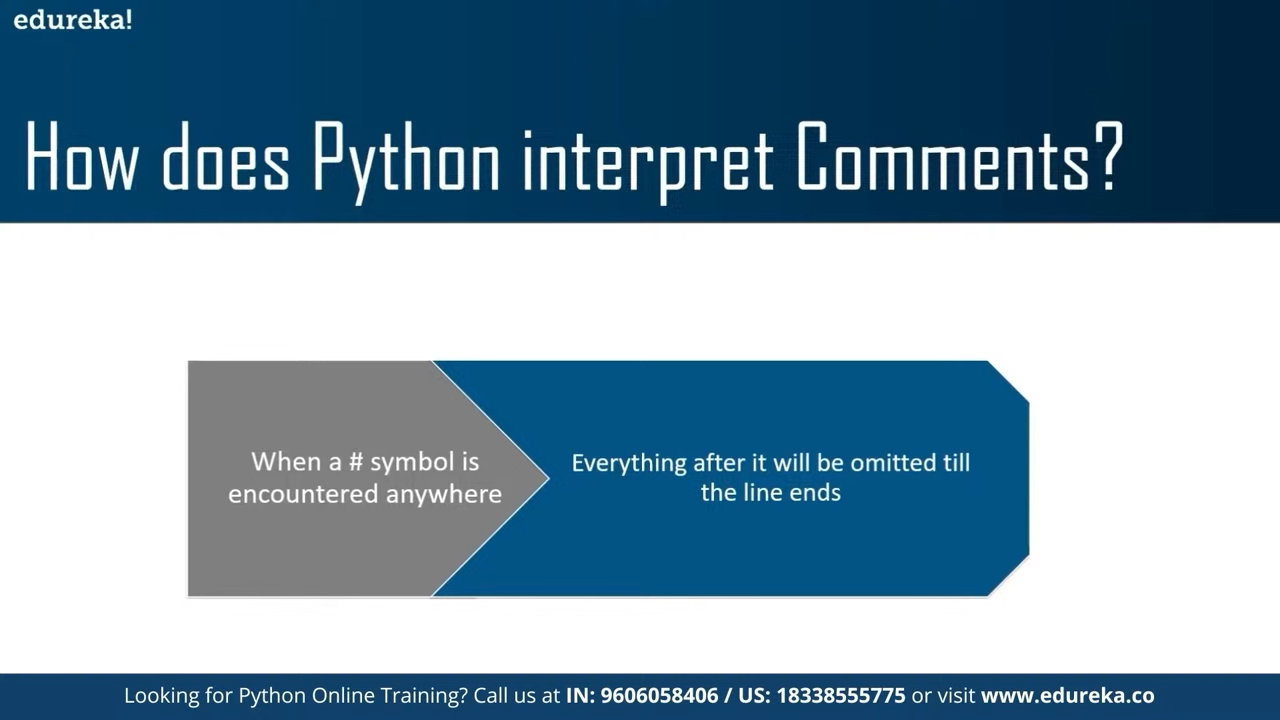 edureka!
How does Python interpret Comments?
When a # symbol is
encountered anywhere
Everything after it will be omitted till
the line ends
Looking for Python Online Training? Call us at IN: 9606058406 / US: 18338555775 or visit www.edureka.co